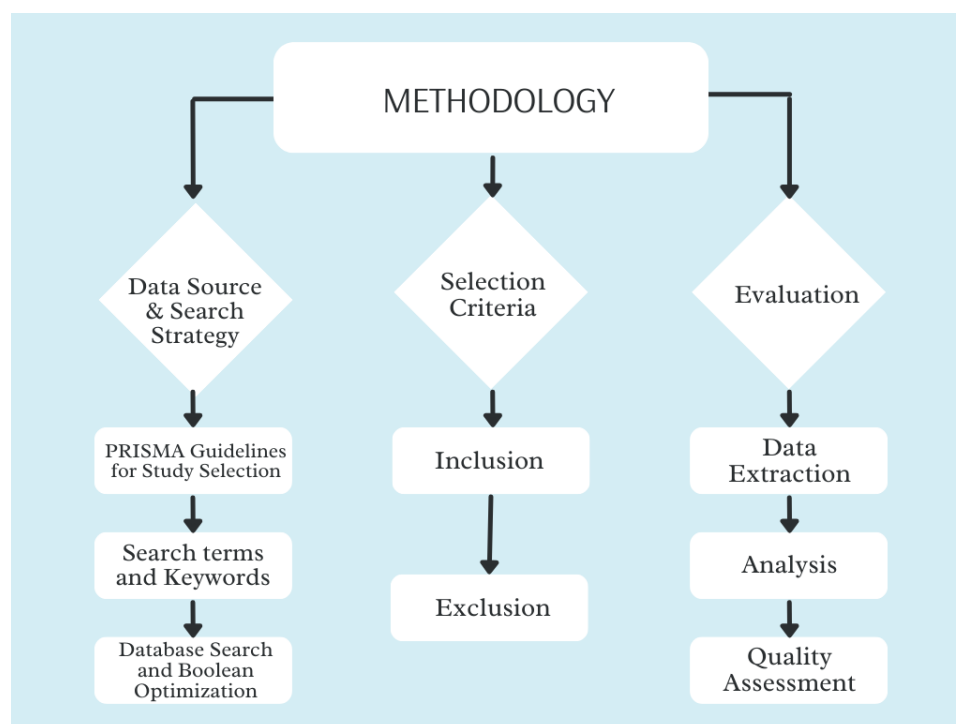 METHODOLOGY
Data Source
& Search
Strategy
Selection
Criteria
Evaluation
PRISMA Guidelines
for Study Selection
Inclusion
Data
Extraction
Search terms
and Keywords
Exclusion
Analysis
Database Search
and Boolean
Optimization
Quality
Assessment